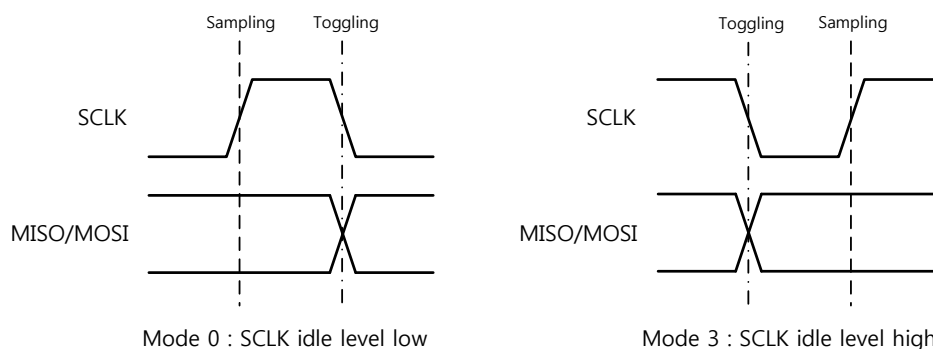 Sampling Toggling
Toggling Sampling
SCLK
SCLK
MISO/MOSI
MISO/MOSI
Mode 0 : SCLK idle level low
Mode 3 : SCLK idle level high